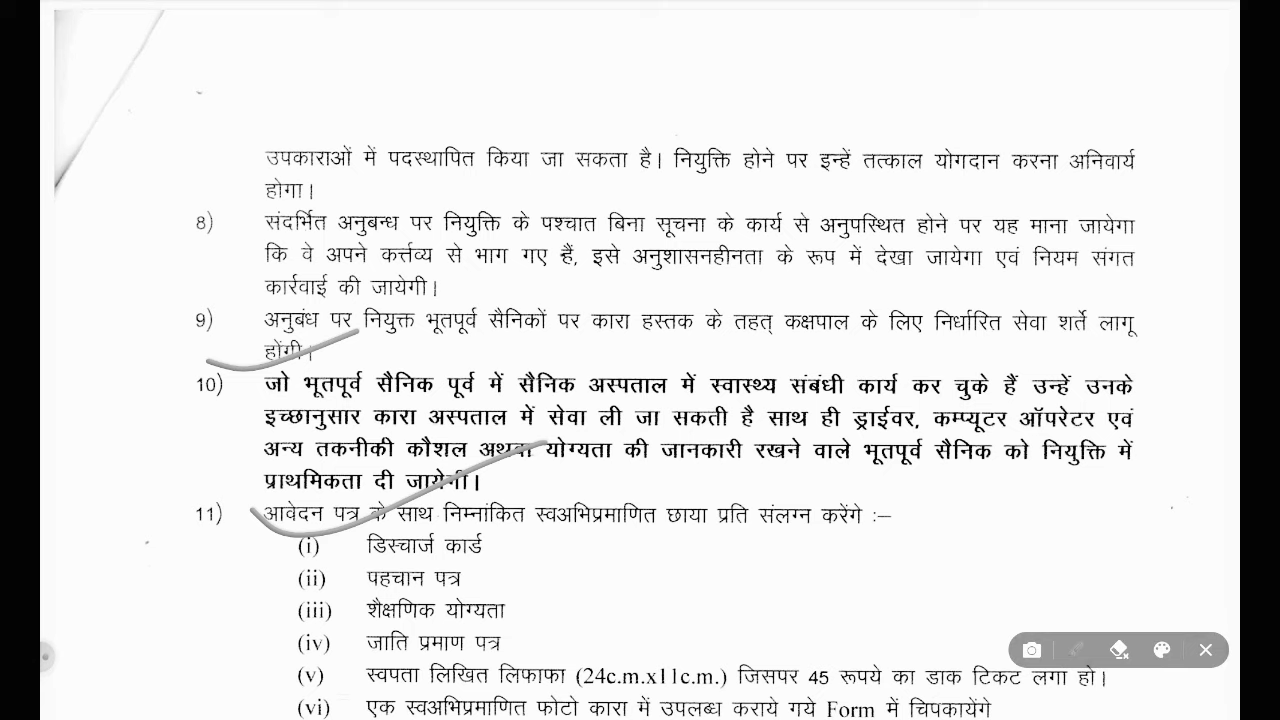 उपकाराओं में पदस्थापित किया जा सकता है। नियुक्ति होने पर इन्हें तत्काल योगदान करना अनिवार्य
होगा।
8) संदर्भित अनुबन्ध पर नियुक्ति के पश्चात बिना सूचना के कार्य से अनुपस्थित होने पर यह माना जायेगा
कि वे अपने कर्त्तव्य से भाग गए हैं, इसे अनुशासनहीनता के रूप में देखा जायेगा एवं नियम संगत
कार्रवाई की जायेगी।
9) अनुबंध पर नियुक्त भूतपूर्व सैनिकों पर कारा हस्तक के तहत् कक्षपाल के लिए निर्धारित सेवा शर्ते लागू
होंगी।
10) जो भूतपूर्व सैनिक पूर्व में सैनिक अस्पताल में स्वास्थ्य संबंधी कार्य कर चुके हैं उन्हें उनके
इच्छानुसार कारा अस्पताल में सेवा ली जा सकती है साथ ही ड्राईवर, कम्प्यूटर ऑपरेटर एवं
अन्य तकनीकी कौशल अथवा योग्यता की जानकारी रखने वाले भूतपूर्व सैनिक को नियुक्ति में
प्राथमिकता दी जायेगी।
11) आवेदन पत्र के साथ निम्नांकित स्वअभिप्रमाणित छाया प्रति संलग्न करेंगे :–
(i) डिस्चार्ज कार्ड
(ii) पहचान पत्र
(iii) शैक्षणिक योग्यता
(iv) जाति प्रमाण पत्र
(v) स्वपता लिखित लिफाफा (24c.m.x11c.m.) जिसपर 45 रूपये का डाक टिकट लगा हो।
(vi) एक स्वअभिप्रमाणित फोटो कारा में उपलब्ध कराये गये Form में चिपकायेंगे